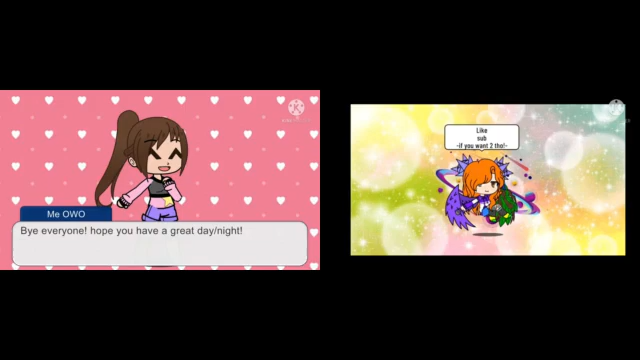 Me OWO
Bye everyone! hope you have a great day/night!
Like
sub
-if you want 2 tho!-